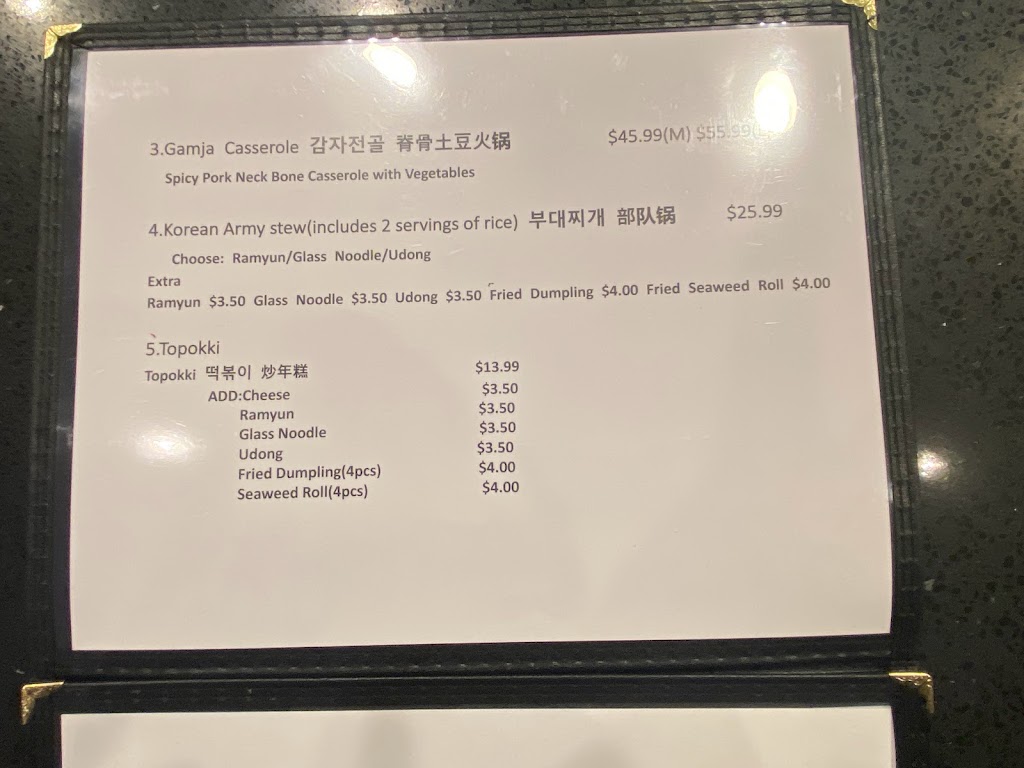 3.Gamja Casserole 감자전골 脊骨土豆火锅 $45.99(M) $55.99(L
Spicy Pork Neck Bone Casserole with Vegetables
4.Korean Army stew(includes 2 servings of rice) 부대찌개 部队锅 $25.99
Choose: Ramyun/Glass Noodle/Udong
Extra
Ramyun $3.50 Glass Noodle $3.50 Udong $3.50 Fried Dumpling $4.00 Fried Seaweed Roll $4.00
5.Topokki
Topokki 떡볶이 炒年糕 $13.99
ADD:Cheese $3.50
Ramyun $3.50
Glass Noodle $3.50
Udong $3.50
Fried Dumpling(4pcs) $4.00
Seaweed Roll(4pcs) $4.00